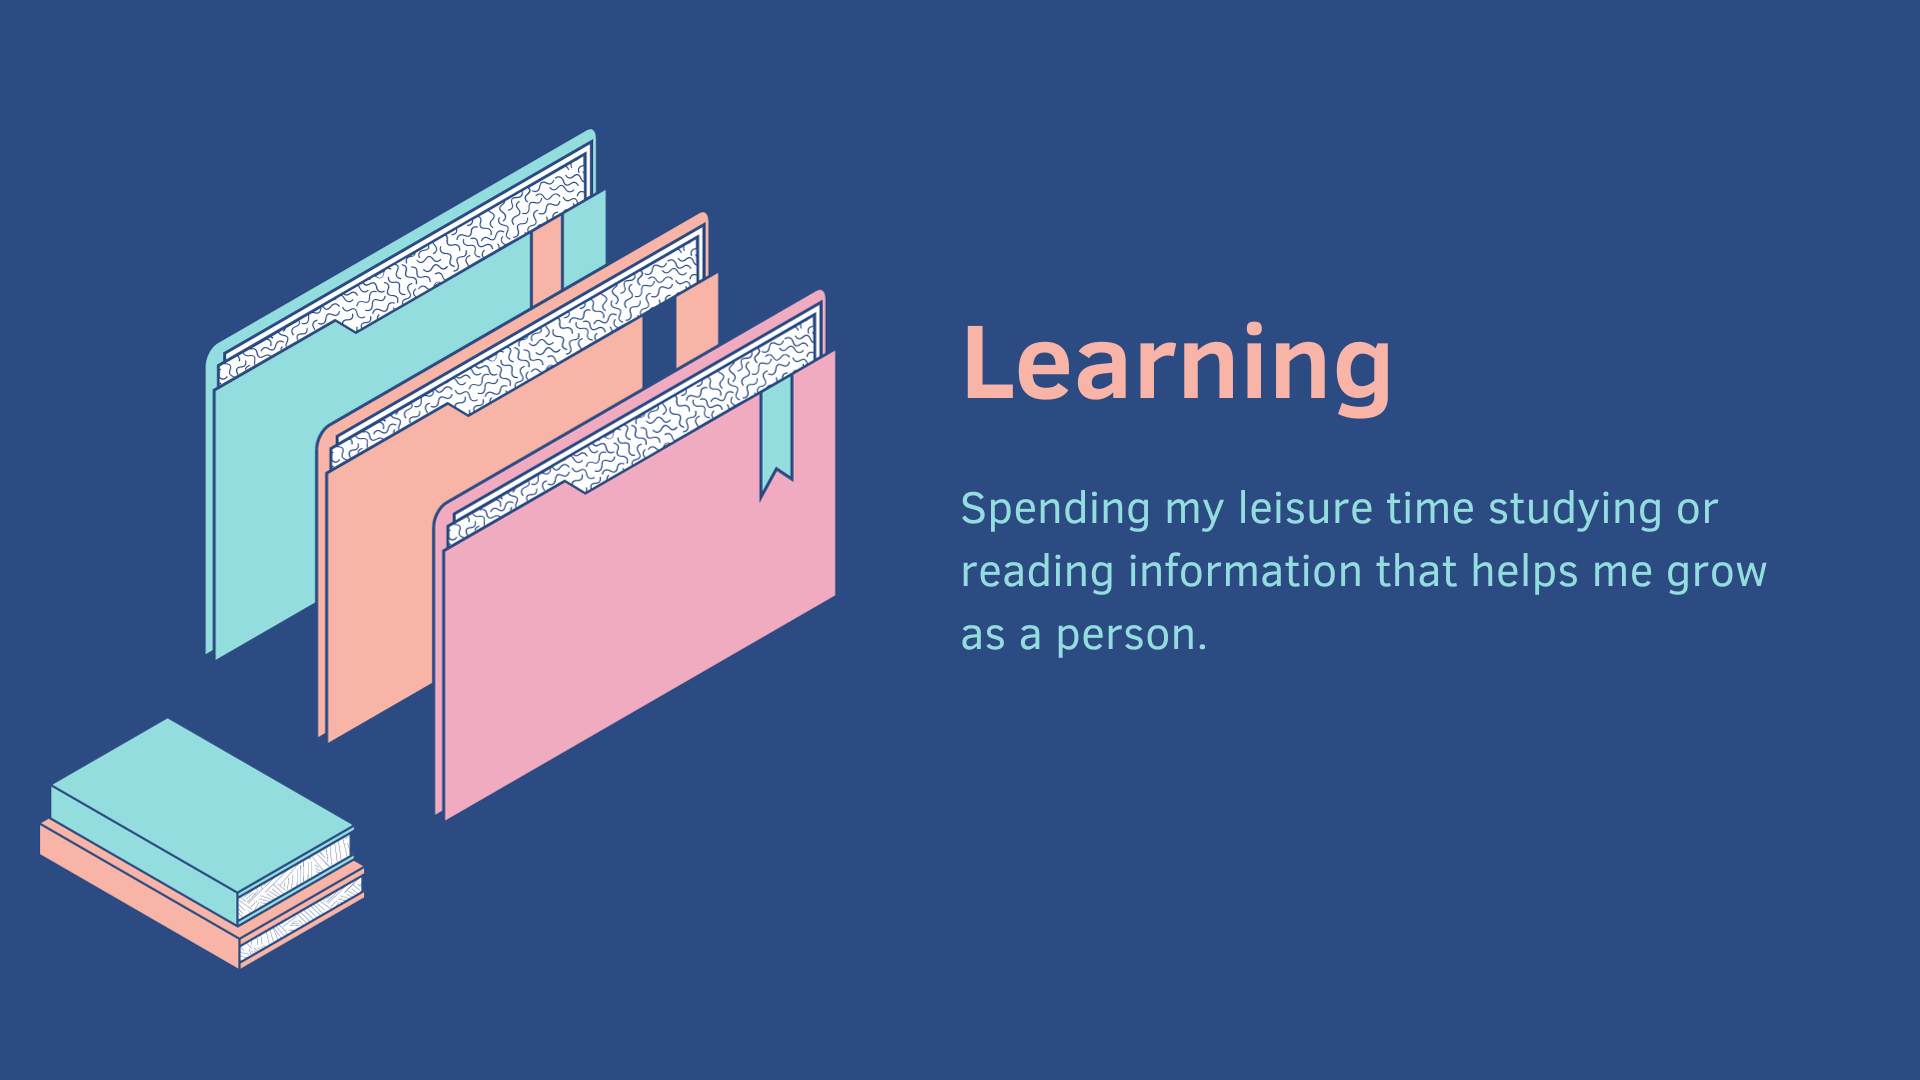 Learning
Spending my leisure time studying or
reading information that helps me grow
as a person.